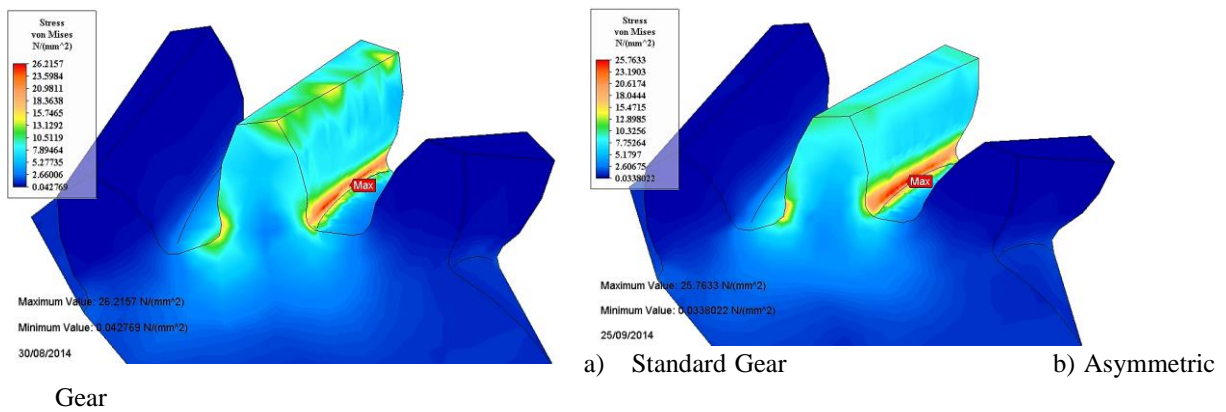 Stress
von Mises
N/(mm^2)
26.2157
23.5984
20.9811
18.3638
15.7465
13.1292
10.5119
7.89459
5.27735
2.66006
0.042769
Max
Maximum Value: 26.2157 N/(mm^2)
Minimum Value: 0.042769 N/(mm^2)
30/08/2014
Stress
von Mises
N/(mm^2)
25.7633
23.1903
20.6174
18.0444
15.4715
12.8985
10.3256
7.75264
5.1797
2.60675
0.0338022
Max
Maximum Value: 25.7633 N/(mm^2)
Minimum Value: 0.0338022 N/(mm^2)
25/09/2014
a) Standard Gear b) Asymmetric
Gear